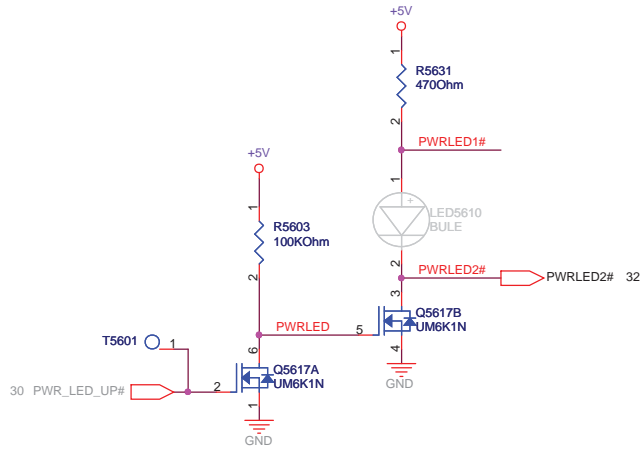 +5V
1
R5631
470Ohm
2
PWRLED1#
+5V
1
1
R5603
100KOhm
LED5610
BULE
2
2
PWRLED2#
PWRLED2# 32
3
Q5617B
UM6K1N
PWRLED
5
T5601
1
6
4
GND
Q5617A
UM6K1N
30 PWR_LED_UP#
2
1
GND